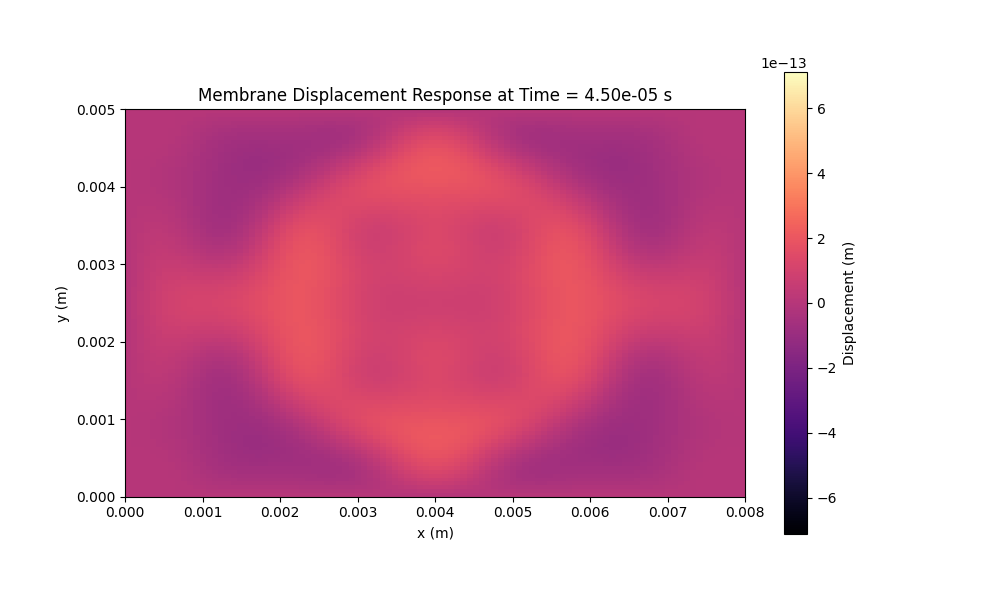 1e−13
Membrane Displacement Response at Time = 4.50e-05 s
0.005
0.004
0.003
0.002
0.001
0.000
y (m)
0.000 0.001 0.002 0.003 0.004 0.005 0.006 0.007 0.008
x (m)
6
4
2
0
−2
−4
−6
Displacement (m)